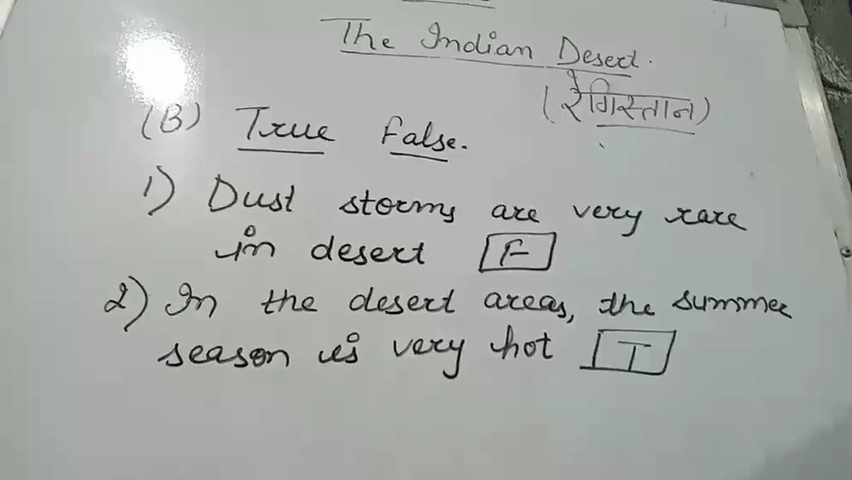 The Indian Desert.
(रेगिस्तान)
(B) True False.
1) Dust storms are very rare
in desert F
2) In the desert areas, the summer
season is very hot T